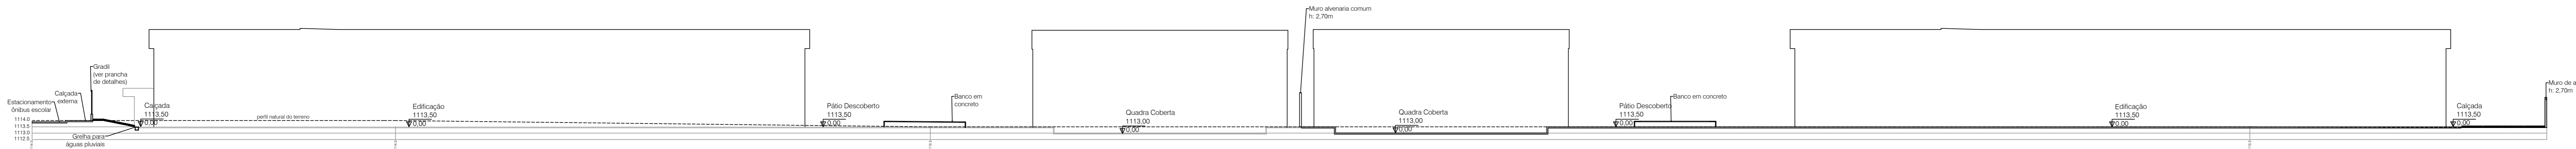 Muro alvenaria comum
h: 2,70m
Gradil
(ver prancha
de detalhes)
Calçada
externa
Estacionamento
ônibus escolar
Calçada
1113,50
0,00
perfil natural do terreno
Edificação
1113,50
0,00
Pátio Descoberto
1113,50
0,00
Banco em
concreto
Quadra Coberta
1113,00
0,00
Quadra Coberta
1113,00
0,00
Pátio Descoberto
1113,50
0,00
Banco em concreto
Edificação
1113,50
0,00
Calçada
1113,50
0,00
Muro de a
h: 2,70m
1114.0
1113.5
1113.0
1112.5
Grelha para
águas pluviais